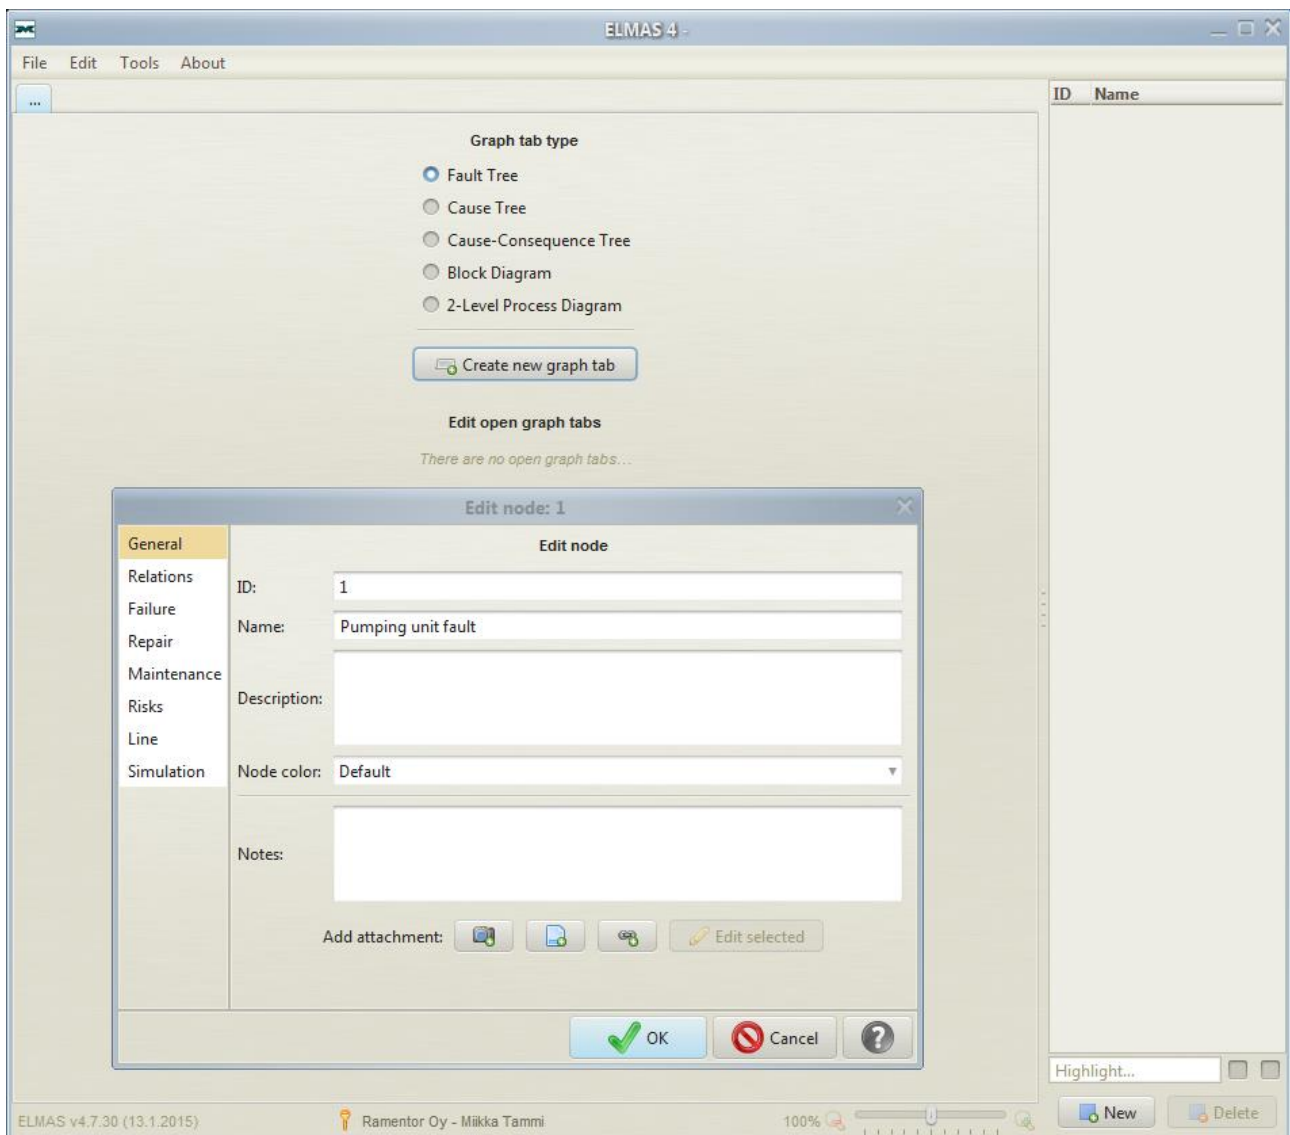 ELMAS 4 -
File Edit Tools About
...
ID Name
Graph tab type
Fault Tree
Cause Tree
Cause-Consequence Tree
Block Diagram
2-Level Process Diagram
Create new graph tab
Edit open graph tabs
There are no open graph tabs...
Edit node: 1
General
Relations
Failure
Repair
Maintenance
Risks
Line
Simulation
Edit node
ID: 1
Name: Pumping unit fault
Description:
Node color: Default
Notes:
Add attachment: Edit selected
OK Cancel ?
Highlight...
New Delete
ELMAS v4.7.30 (13.1.2015) Ramentor Oy - Miikka Tammi 100%